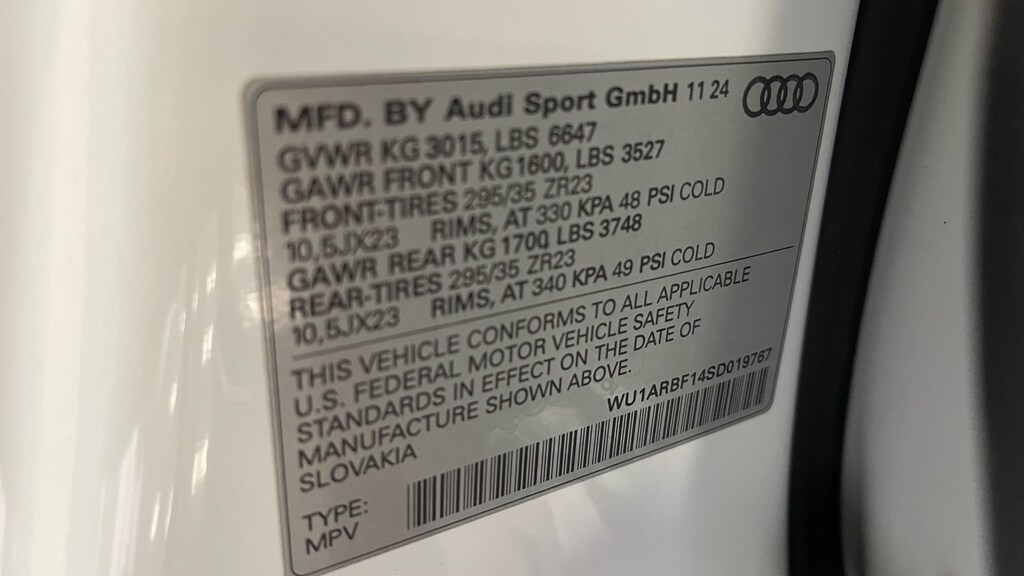 MFD. BY Audi Sport GmbH 11 24
GVWR KG 3015, LBS 6647
GAWR FRONT KG1600, LBS 3527
FRONT-TIRES 295/35 ZR23
10,5JX23 RIMS, AT 330 KPA 48 PSI COLD
GAWR REAR KG 1700 LBS 3748
REAR-TIRES 295/35 ZR23
10,5JX23 RIMS, AT 340 KPA 49 PSI COLD
THIS VEHICLE CONFORMS TO ALL APPLICABLE
U.S. FEDERAL MOTOR VEHICLE SAFETY
STANDARDS IN EFFECT ON THE DATE OF
MANUFACTURE SHOWN ABOVE.
SLOVAKIA
WU1ARBF14SD019767
TYPE:
MPV